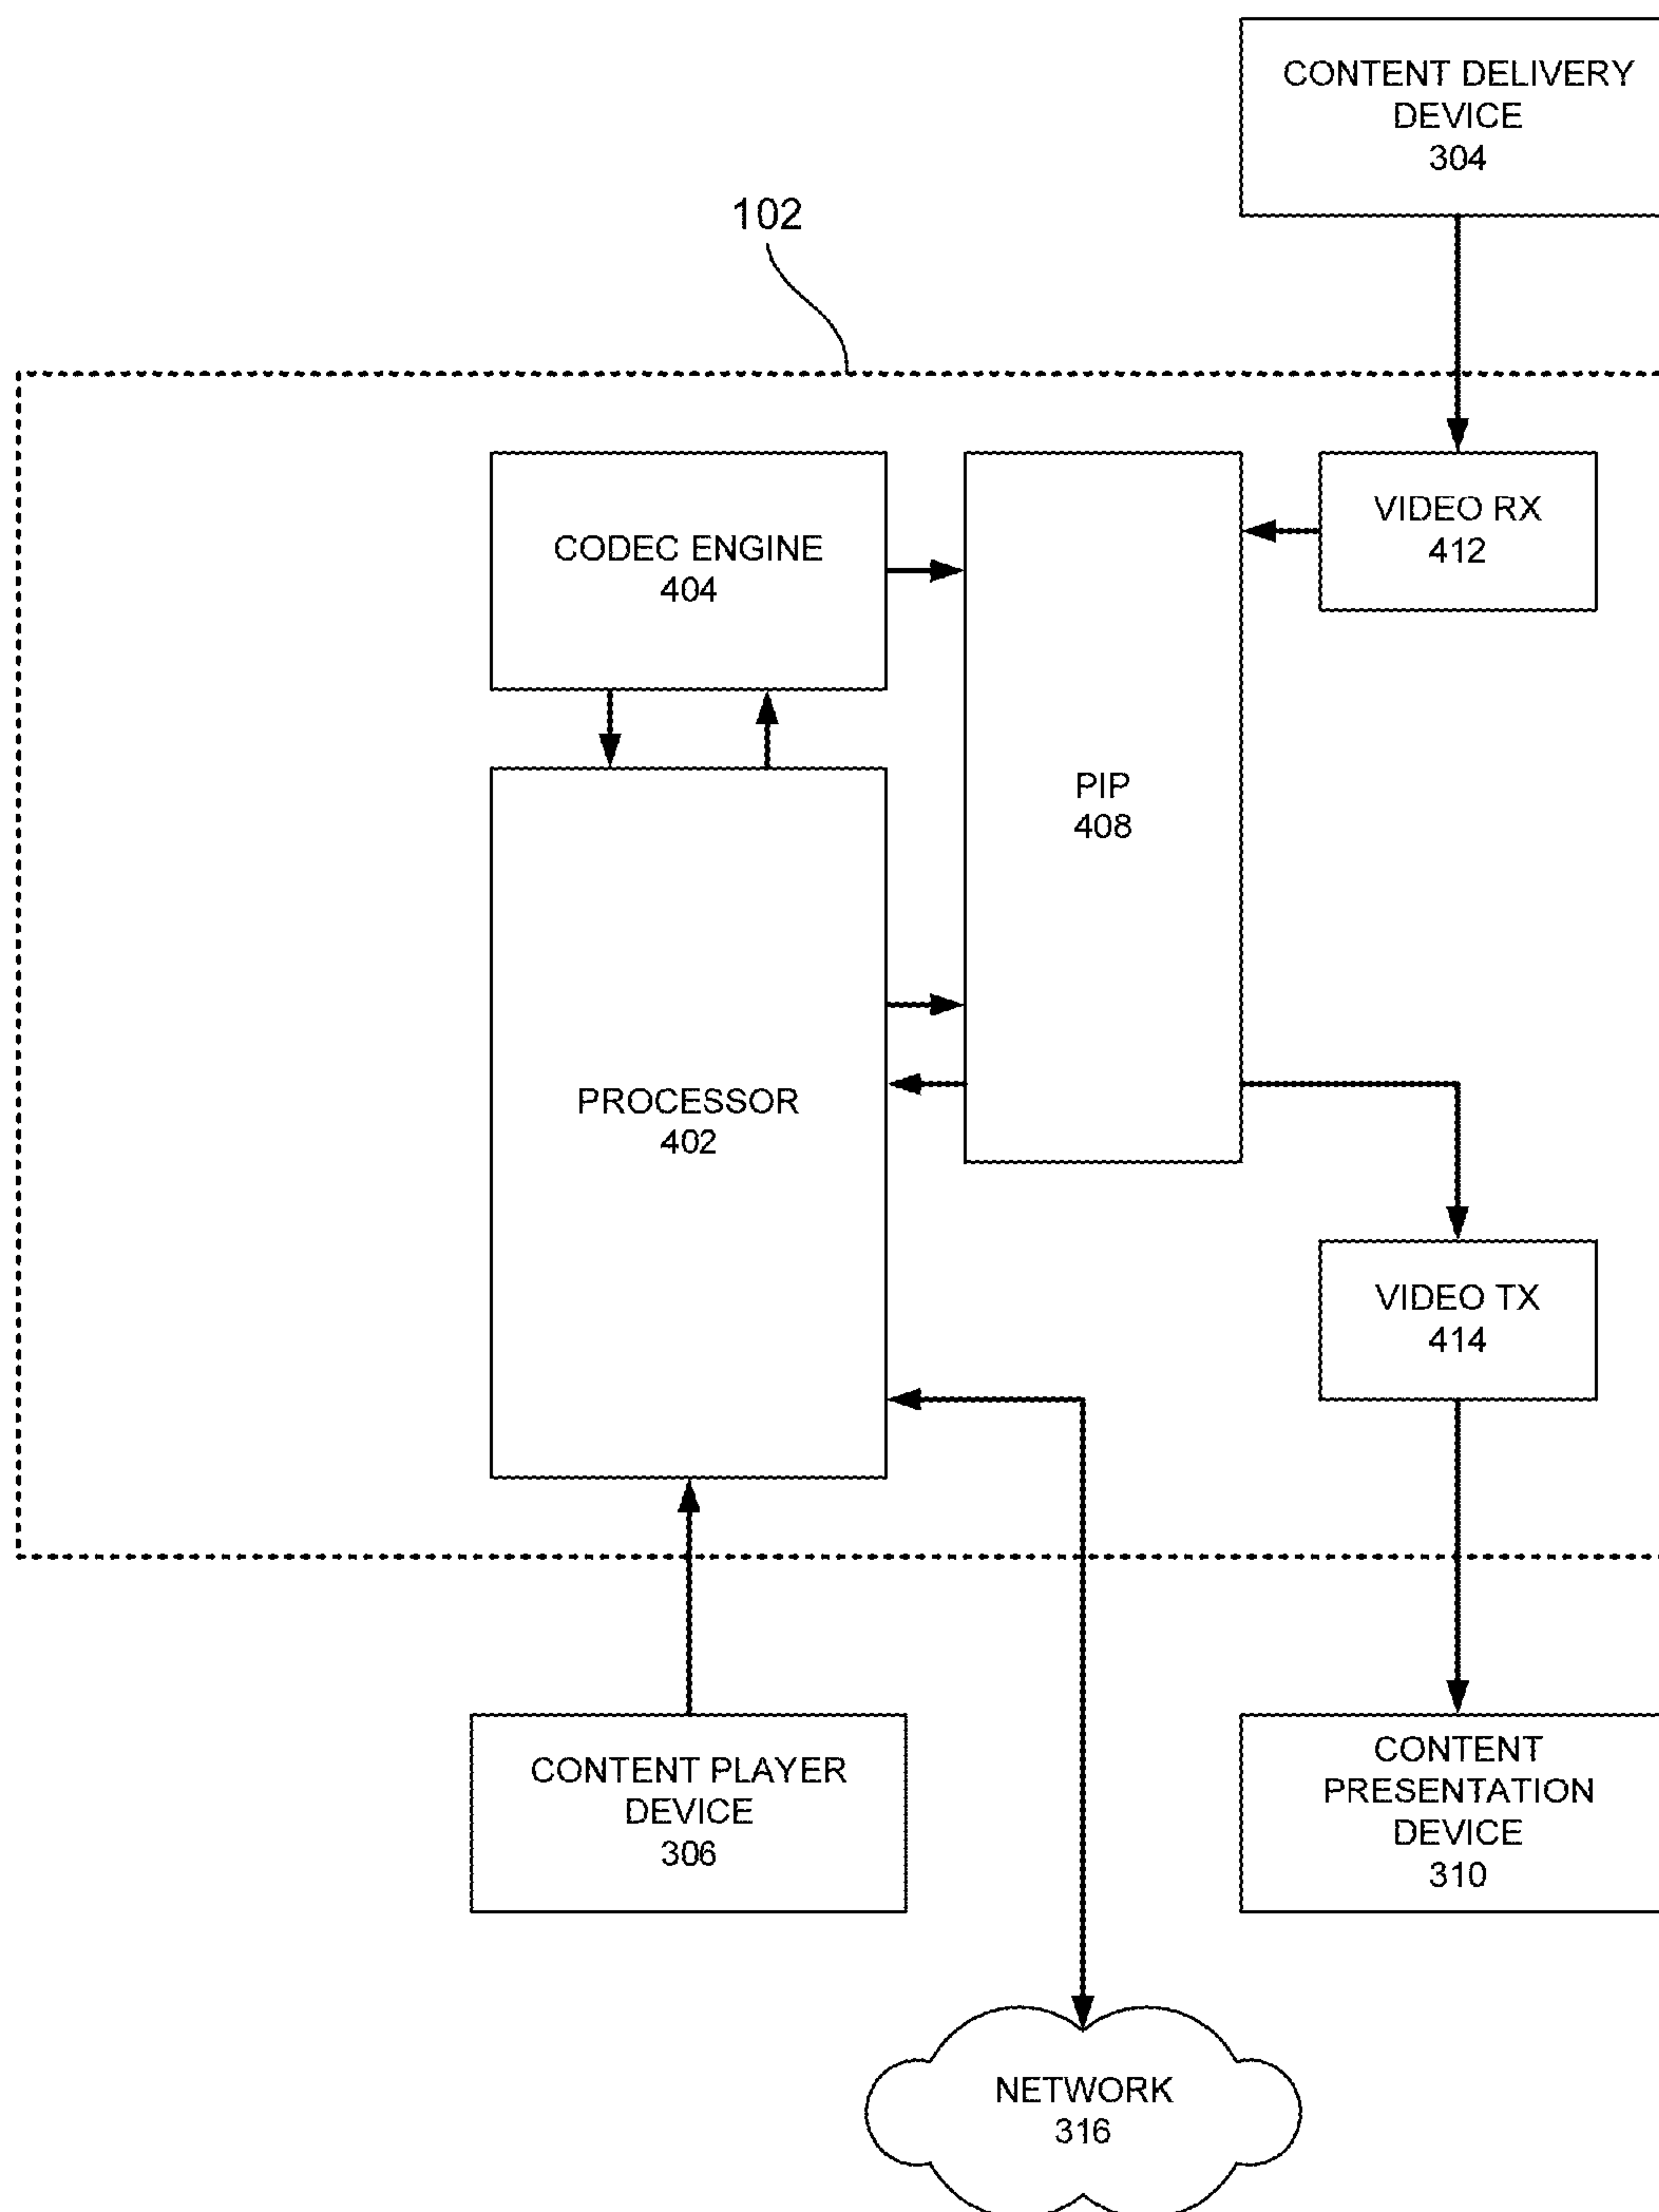 CONTENT DELIVERY
DEVICE
304
102
CODEC ENGINE
404
VIDEO RX
412
PIP
408
PROCESSOR
402
VIDEO TX
414
CONTENT PLAYER
DEVICE
306
CONTENT
PRESENTATION
DEVICE
310
NETWORK
316